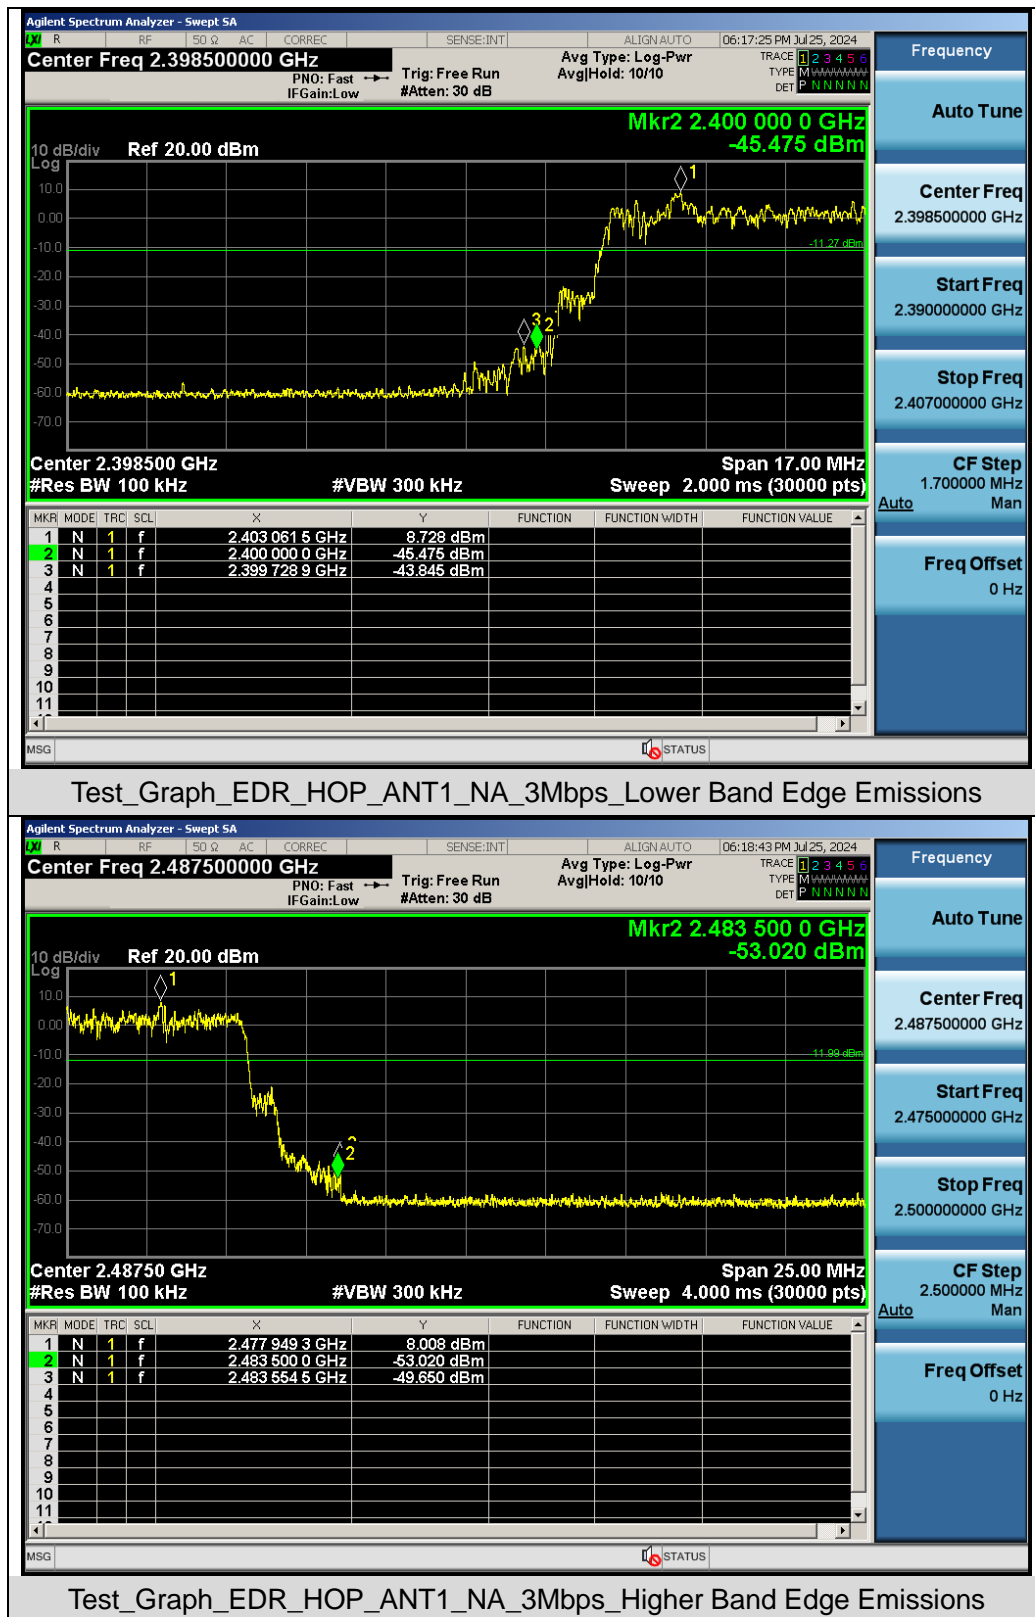 Agilent Spectrum Analyzer - Swept SA
LXI R RF 50 Ω AC CORREC SENSE:INT ALIGN AUTO 06:17:25 PM Jul 25, 2024
Center Freq 2.398500000 GHz
PNO: Fast Trig: Free Run Avg Type: Log-Pwr TRACE 1 2 3 4 5 6
IFGain:Low #Atten: 30 dB Avg|Hold: 10/10 TYPE M WWWWW
DET P N N N N N
Mkr2 2.400 000 0 GHz
-45.475 dBm
10 dB/div Ref 20.00 dBm
Log
10.0
0.00
-10.0
-20.0
-30.0
-40.0
-50.0
-60.0
-70.0
1
-11.27 dBm
3 2
Center 2.398500 GHz Span 17.00 MHz
#Res BW 100 kHz #VBW 300 kHz Sweep 2.000 ms (30000 pts)
MKR MODE TRC SCL X Y FUNCTION FUNCTION WIDTH FUNCTION VALUE
1 N 1 f 2.403 061 5 GHz 8.728 dBm
2 N 1 f 2.400 000 0 GHz -45.475 dBm
3 N 1 f 2.399 728 9 GHz -43.845 dBm
4
5
6
7
8
9
10
11
MSG STATUS
Frequency
Auto Tune
Center Freq
2.398500000 GHz
Start Freq
2.390000000 GHz
Stop Freq
2.407000000 GHz
CF Step
1.700000 MHz
Auto Man
Freq Offset
0 Hz
Test_Graph_EDR_HOP_ANT1_NA_3Mbps_Lower Band Edge Emissions
Agilent Spectrum Analyzer - Swept SA
LXI R RF 50 Ω AC CORREC SENSE:INT ALIGN AUTO 06:18:43 PM Jul 25, 2024
Center Freq 2.487500000 GHz
PNO: Fast Trig: Free Run Avg Type: Log-Pwr TRACE 1 2 3 4 5 6
IFGain:Low #Atten: 30 dB Avg|Hold: 10/10 TYPE M WWWWW
DET P N N N N N
Mkr2 2.483 500 0 GHz
-53.020 dBm
10 dB/div Ref 20.00 dBm
Log
10.0
0.00
-10.0
-20.0
-30.0
-40.0
-50.0
-60.0
-70.0
1
-11.99 dBm
2
Center 2.48750 GHz Span 25.00 MHz
#Res BW 100 kHz #VBW 300 kHz Sweep 4.000 ms (30000 pts)
MKR MODE TRC SCL X Y FUNCTION FUNCTION WIDTH FUNCTION VALUE
1 N 1 f 2.477 949 3 GHz 8.008 dBm
2 N 1 f 2.483 500 0 GHz -53.020 dBm
3 N 1 f 2.483 554 5 GHz -49.650 dBm
4
5
6
7
8
9
10
11
MSG STATUS
Frequency
Auto Tune
Center Freq
2.487500000 GHz
Start Freq
2.475000000 GHz
Stop Freq
2.500000000 GHz
CF Step
2.500000 MHz
Auto Man
Freq Offset
0 Hz
Test_Graph_EDR_HOP_ANT1_NA_3Mbps_Higher Band Edge Emissions